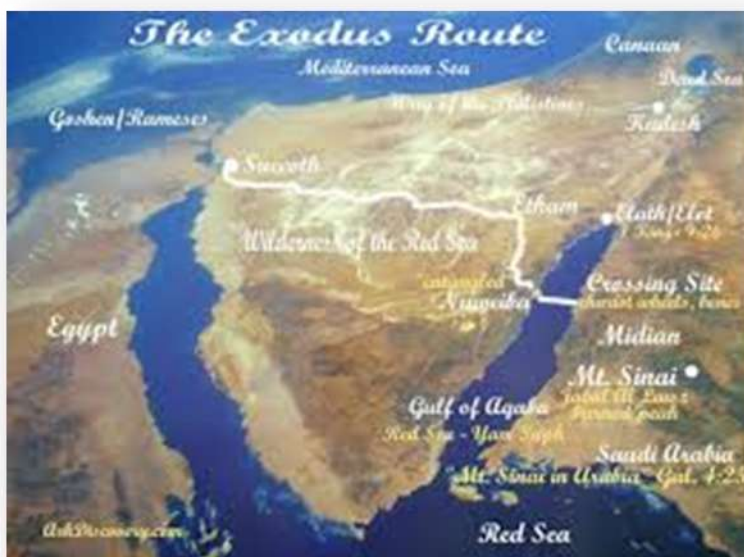 The Exodus Route
Canaan
Mediterranean Sea
Dead Sea
Way of the Philistines
Goshen/Rameses
Kadesh
Succoth
Etham
Elath/Elot
1 Kings 9:26
Wilderness of the Red Sea
"entangled"
Nuweiba
Crossing Site
chariot wheels, bones
Egypt
Midian
Mt. Sinai
Jabal Al Lawz
burned peak
Gulf of Aqaba
Red Sea - Yam Suph
Saudi Arabia
"Mt. Sinai in Arabia" Gal. 4:25
ArkDiscovery.com
Red Sea